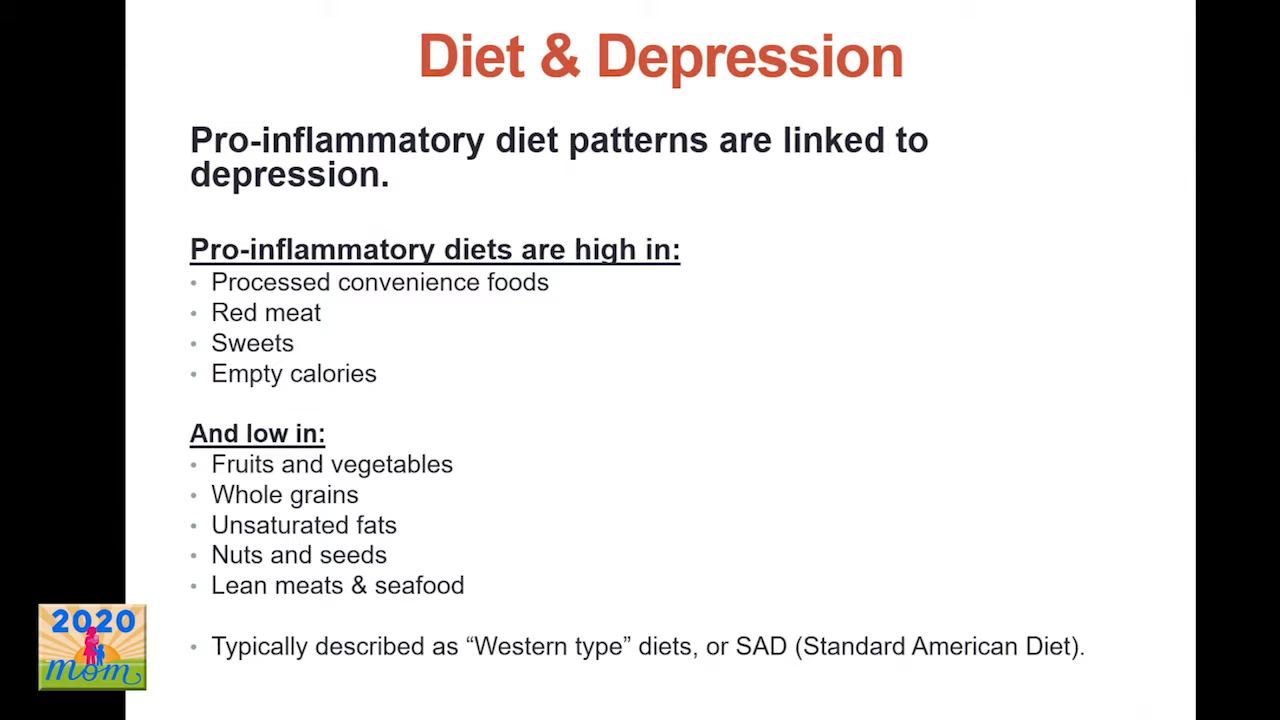 Diet & Depression
Pro-inflammatory diet patterns are linked to
depression.
Pro-inflammatory diets are high in:
• Processed convenience foods
• Red meat
• Sweets
• Empty calories
And low in:
• Fruits and vegetables
• Whole grains
• Unsaturated fats
• Nuts and seeds
• Lean meats & seafood
• Typically described as “Western type” diets, or SAD (Standard American Diet).
2020
mom